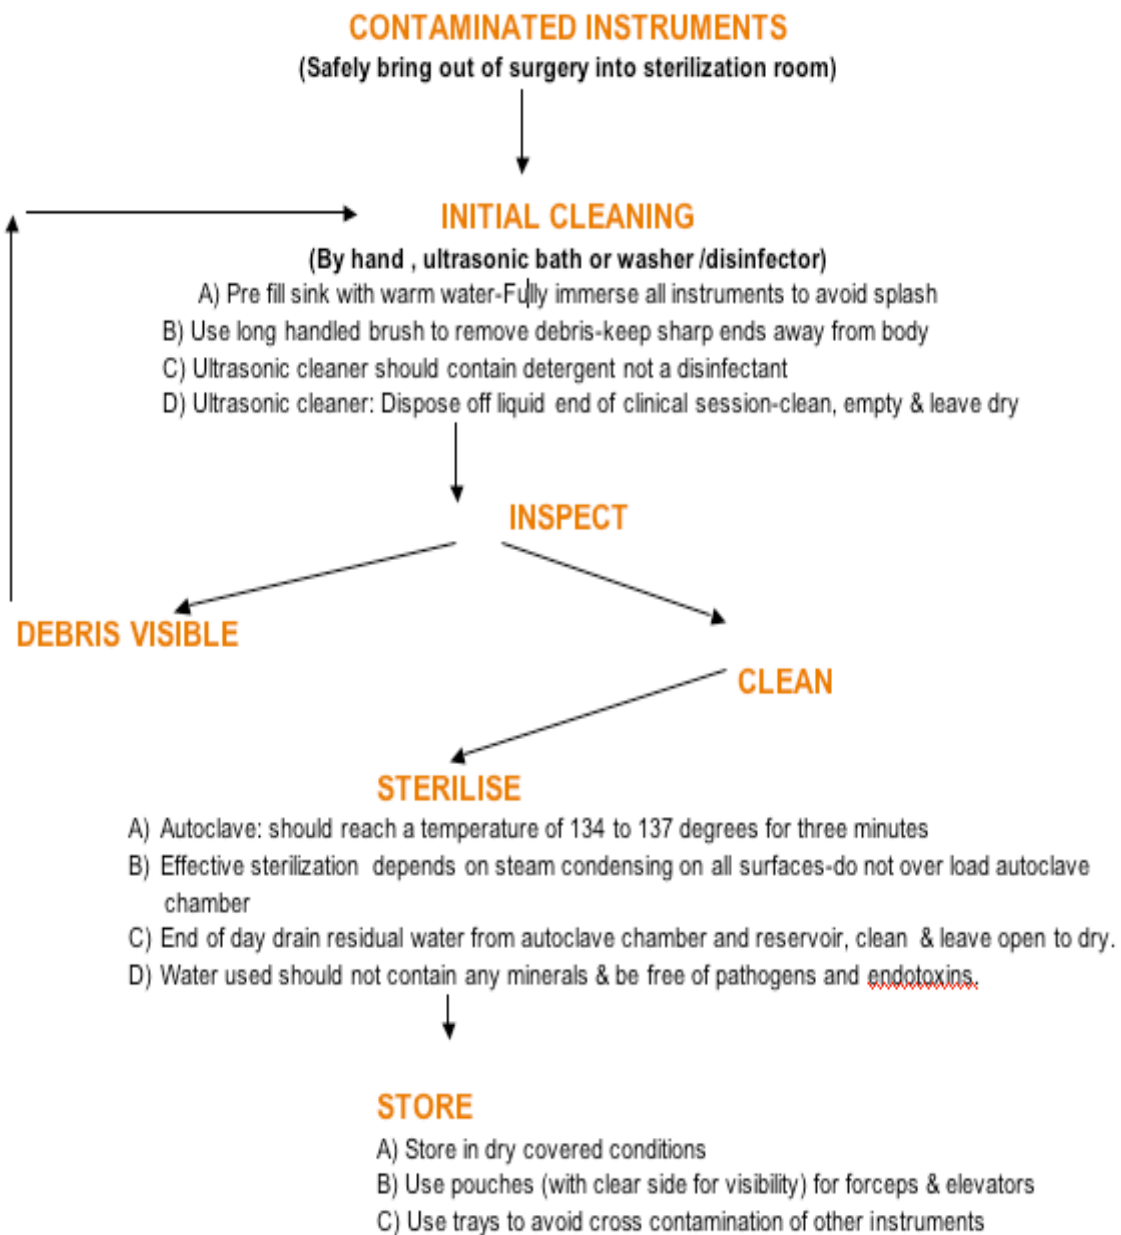 CONTAMINATED INSTRUMENTS
(Safely bring out of surgery into sterilization room)
INITIAL CLEANING
(By hand , ultrasonic bath or washer /disinfector)
A) Pre fill sink with warm water-Fully immerse all instruments to avoid splash
B) Use long handled brush to remove debris-keep sharp ends away from body
C) Ultrasonic cleaner should contain detergent not a disinfectant
D) Ultrasonic cleaner: Dispose off liquid end of clinical session-clean, empty & leave dry
INSPECT
DEBRIS VISIBLE
CLEAN
STERILISE
A) Autoclave: should reach a temperature of 134 to 137 degrees for three minutes
B) Effective sterilization depends on steam condensing on all surfaces-do not over load autoclave
chamber
C) End of day drain residual water from autoclave chamber and reservoir, clean & leave open to dry.
D) Water used should not contain any minerals & be free of pathogens and endotoxins.
STORE
A) Store in dry covered conditions
B) Use pouches (with clear side for visibility) for forceps & elevators
C) Use trays to avoid cross contamination of other instruments